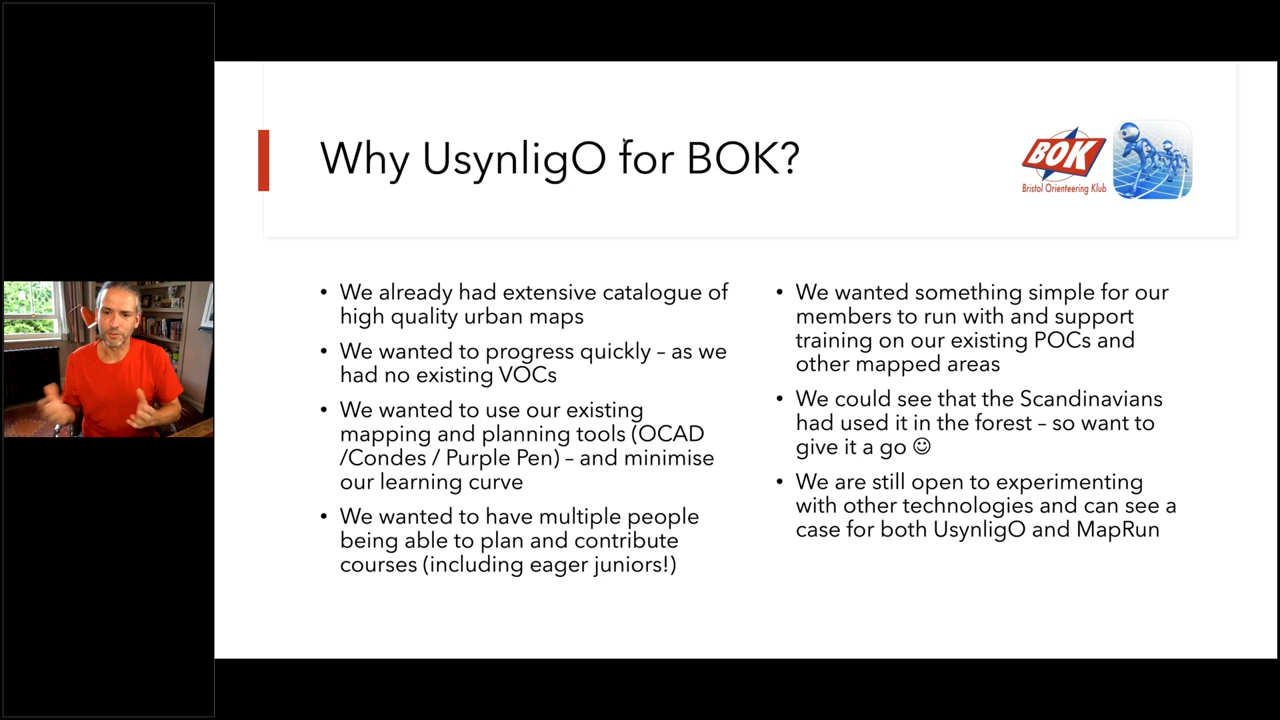 Why UsynligO for BOK?
BOK
Bristol Orienteering Klub
• We already had extensive catalogue of
high quality urban maps
• We wanted to progress quickly – as we
had no existing VOCs
• We wanted to use our existing
mapping and planning tools (OCAD
/Condes / Purple Pen) – and minimise
our learning curve
• We wanted to have multiple people
being able to plan and contribute
courses (including eager juniors!)
• We wanted something simple for our
members to run with and support
training on our existing POCs and
other mapped areas
• We could see that the Scandinavians
had used it in the forest – so want to
give it a go ☺
• We are still open to experimenting
with other technologies and can see a
case for both UsynligO and MapRun